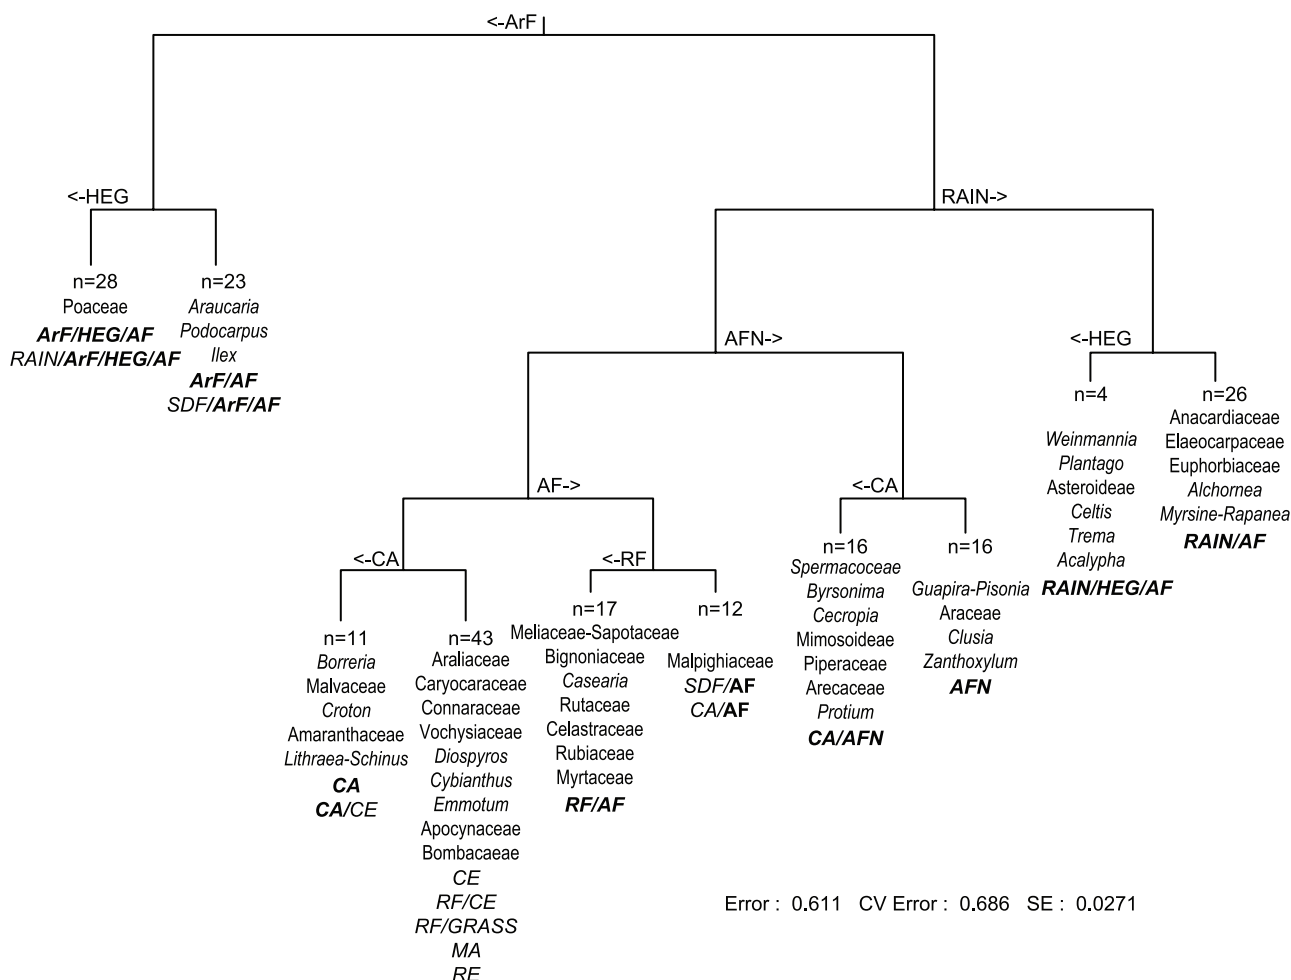 <-ArF
<-HEG
RAIN->
n=28
Poaceae
ArF/HEG/AF
RAIN/ArF/HEG/AF
n=23
Araucaria
Podocarpus
Ilex
ArF/AF
SDF/ArF/AF
AFN->
<-HEG
n=4
Weinmannia
Plantago
Asteroideae
Celtis
Trema
Acalypha
RAIN/HEG/AF
n=26
Anacardiaceae
Elaeocarpaceae
Euphorbiaceae
Alchornea
Myrsine-Rapanea
RAIN/AF
AF->
<-CA
<-CA
<-RF
n=11
Borreria
Malvaceae
Croton
Amaranthaceae
Lithraea-Schinus
CA
CA/CE
n=43
Araliaceae
Caryocaraceae
Connaraceae
Vochysiaceae
Diospyros
Cybianthus
Emmotum
Apocynaceae
Bombacaeae
CE
RF/CE
RF/GRASS
MA
RE
n=17
Meliaceae-Sapotaceae
Bignoniaceae
Casearia
Rutaceae
Celastraceae
Rubiaceae
Myrtaceae
RF/AF
n=12
Malpighiaceae
SDF/AF
CA/AF
n=16
Spermacoceae
Byrsonima
Cecropia
Mimosoideae
Piperaceae
Arecaceae
Protium
CA/AFN
n=16
Guapira-Pisonia
Araceae
Clusia
Zanthoxylum
AFN
Error : 0.611 CV Error : 0.686 SE : 0.0271